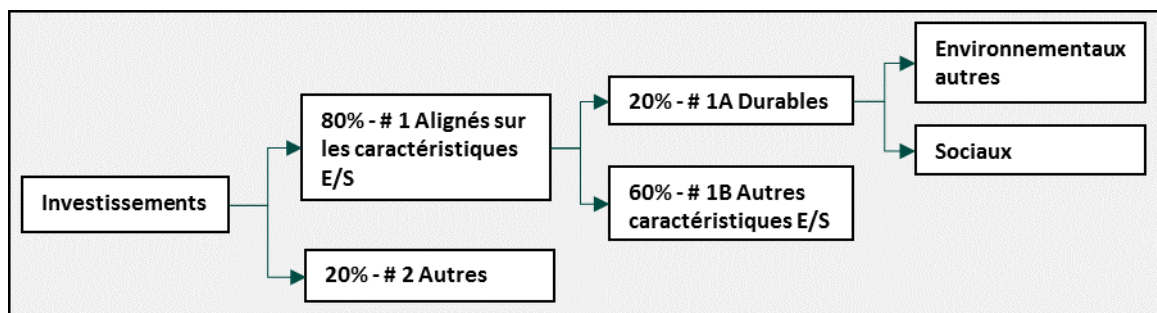 Investissements
80% - # 1 Alignés sur
les caractéristiques
E/S
20% - # 2 Autres
20% - # 1A Durables
60% - # 1B Autres
caractéristiques E/S
Environnementaux
autres
Sociaux